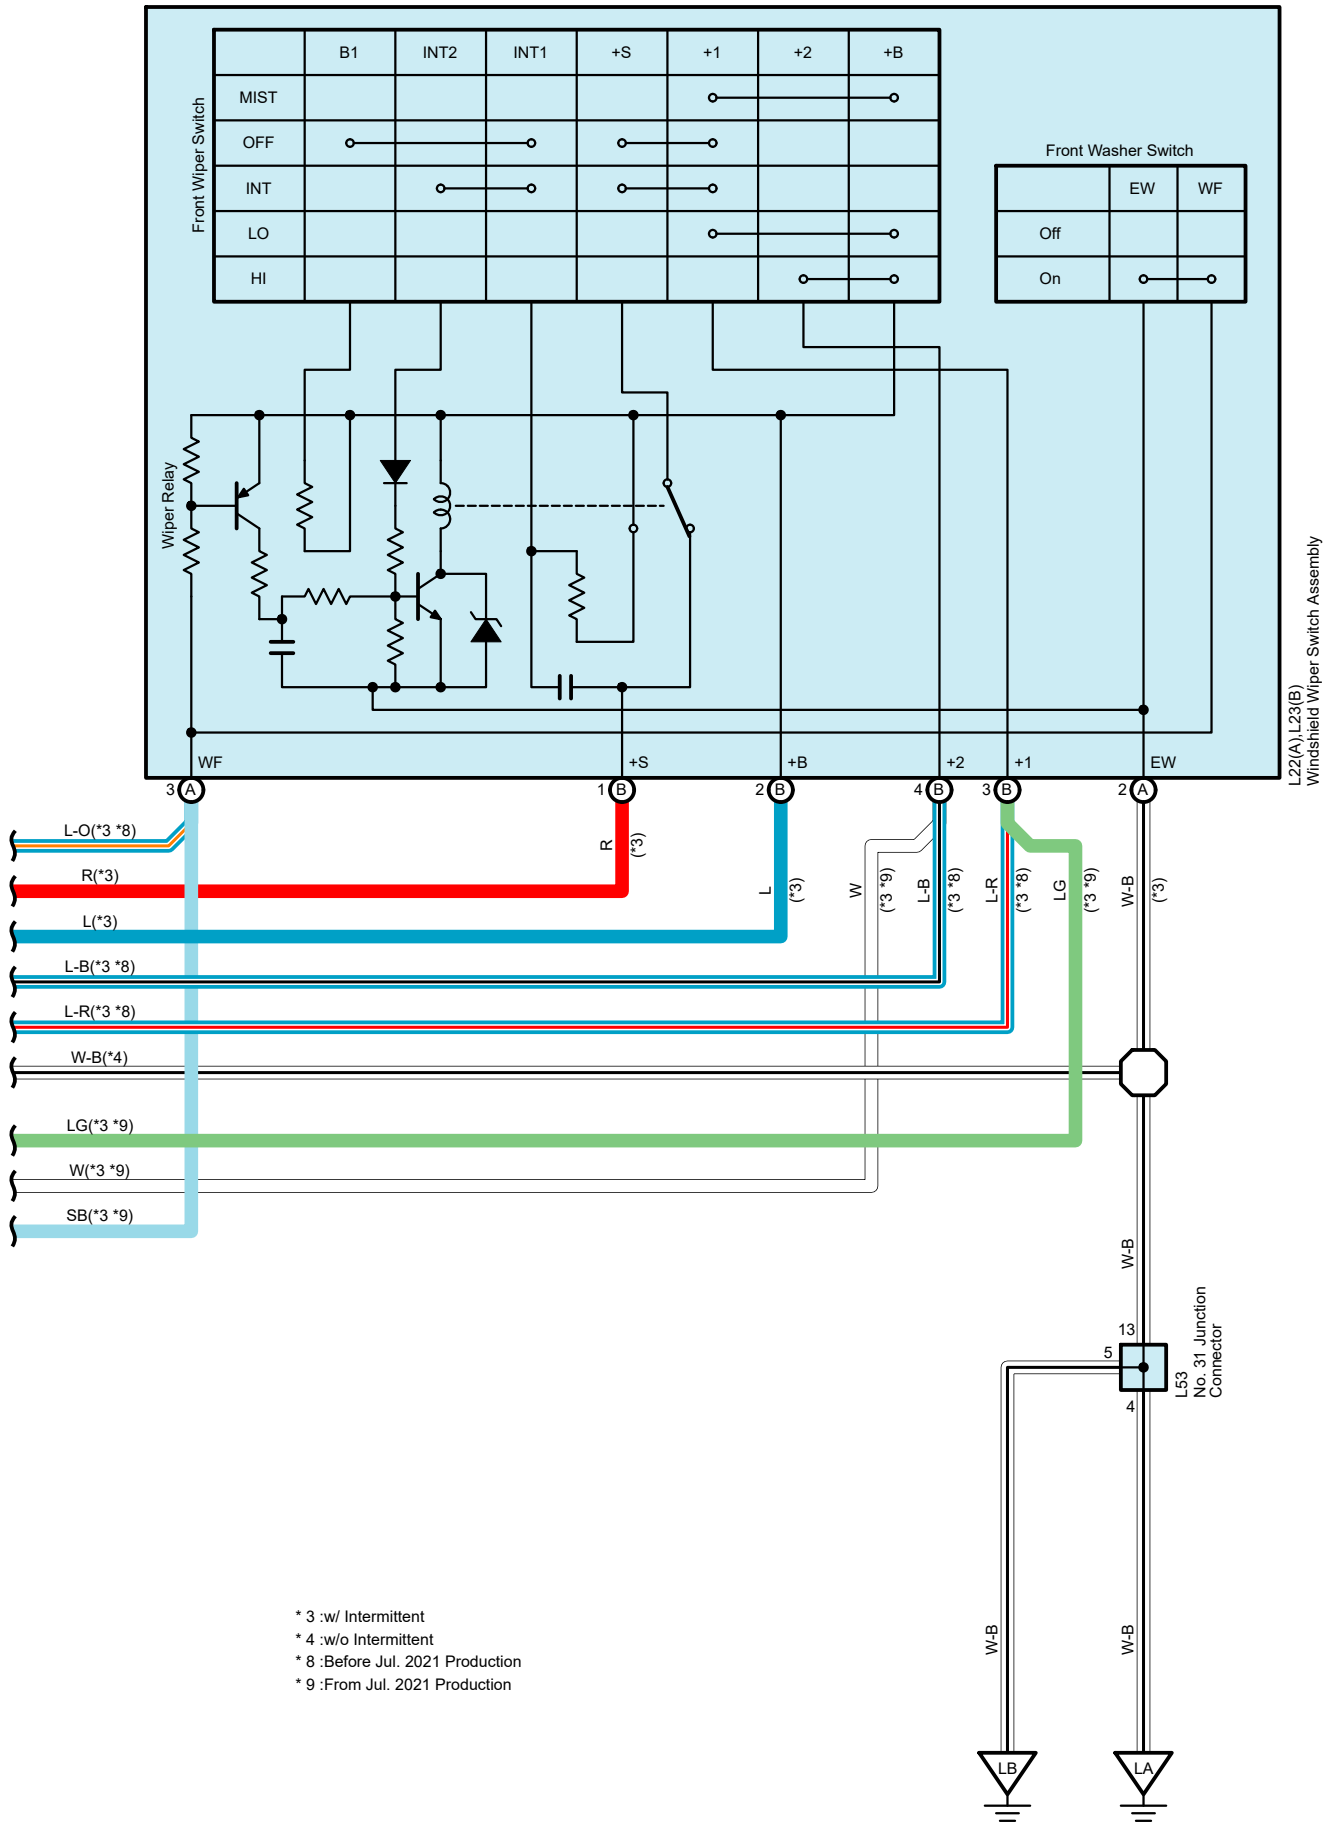 B1 INT2 INT1 +S +1 +2 +B
MIST
OFF
INT
LO
HI
Front Wiper Switch
Front Washer Switch
EW WF
Off
On
Wiper Relay
L22(A),L23(B)
Windshield Wiper Switch Assembly
WF +S +B +2 +1 EW
3 A 1 B 2 B 4 B 3 B 2 A
L-O(*3 *8)
R(*3)
L(*3)
L-B(*3 *8)
L-R(*3 *8)
W-B(*4)
LG(*3 *9)
W(*3 *9)
SB(*3 *9)
R
(*3)
L
(*3)
W
(*3 *9)
L-B
(*3 *8)
L-R
(*3 *8)
LG
(*3 *9)
W-B
(*3)
W-B
13
5
4
L53
No. 31 Junction
Connector
W-B
W-B
* 3 :w/ Intermittent
* 4 :w/o Intermittent
* 8 :Before Jul. 2021 Production
* 9 :From Jul. 2021 Production
LB
LA